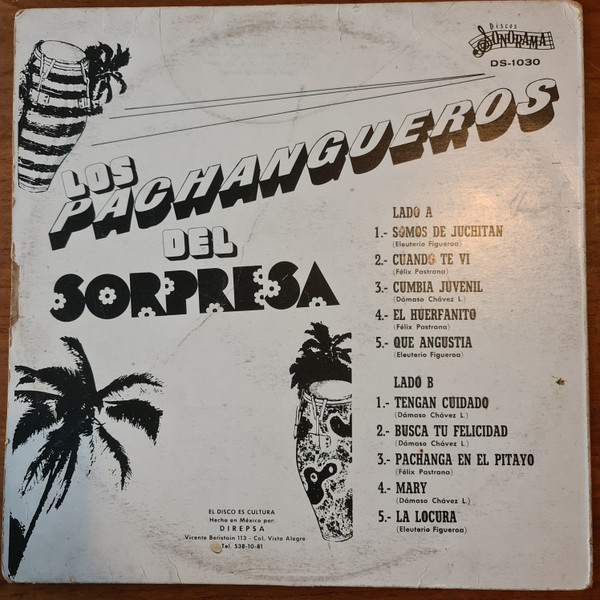 Discos
SONORAMA
DS-1030
LOS
PACHANGUEROS
DEL
SORPRESA
LADO A
1.- SOMOS DE JUCHITAN
(Eleuterio Figueroa)
2.- CUANDO TE VI
(Félix Pastrana)
3.- CUMBIA JUVENIL
(Dámaso Chávez L.)
4.- EL HUERFANITO
(Félix Pastrana)
5.- QUE ANGUSTIA
(Eleuterio Figueroa)
LADO B
1.- TENGAN CUIDADO
(Dámaso Chávez L.)
2.- BUSCA TU FELICIDAD
(Dámaso Chávez L.)
3.- PACHANGA EN EL PITAYO
(Félix Pastrana)
4.- MARY
(Dámaso Chávez L.)
5.- LA LOCURA
(Eleuterio Figueroa)
EL DISCO ES CULTURA
Hecho en México por:
DIREPSA
Vicente Beristain 113 - Col. Vista Alegre
Tel. 538-10-81